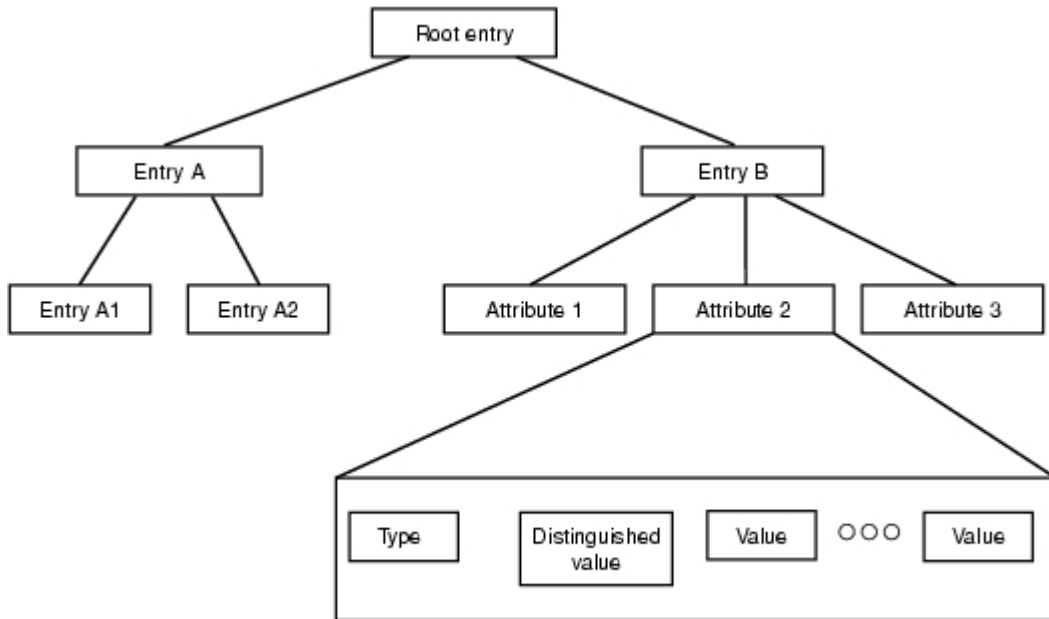 Root entry
Entry A
Entry B
Entry A1
Entry A2
Attribute 1
Attribute 2
Attribute 3
Type
Distinguished
value
Value
Value